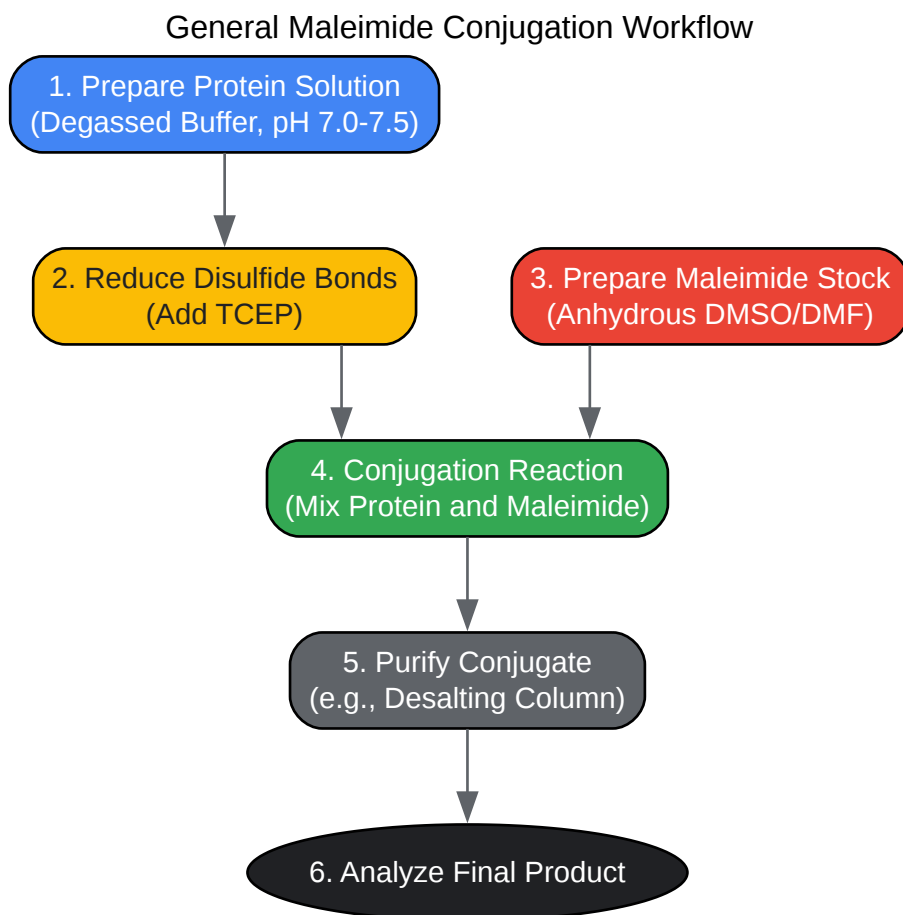 General Maleimide Conjugation Workflow
1. Prepare Protein Solution
(Degassed Buffer, pH 7.0-7.5)
2. Reduce Disulfide Bonds
(Add TCEP)
3. Prepare Maleimide Stock
(Anhydrous DMSO/DMF)
4. Conjugation Reaction
(Mix Protein and Maleimide)
5. Purify Conjugate
(e.g., Desalting Column)
6. Analyze Final Product